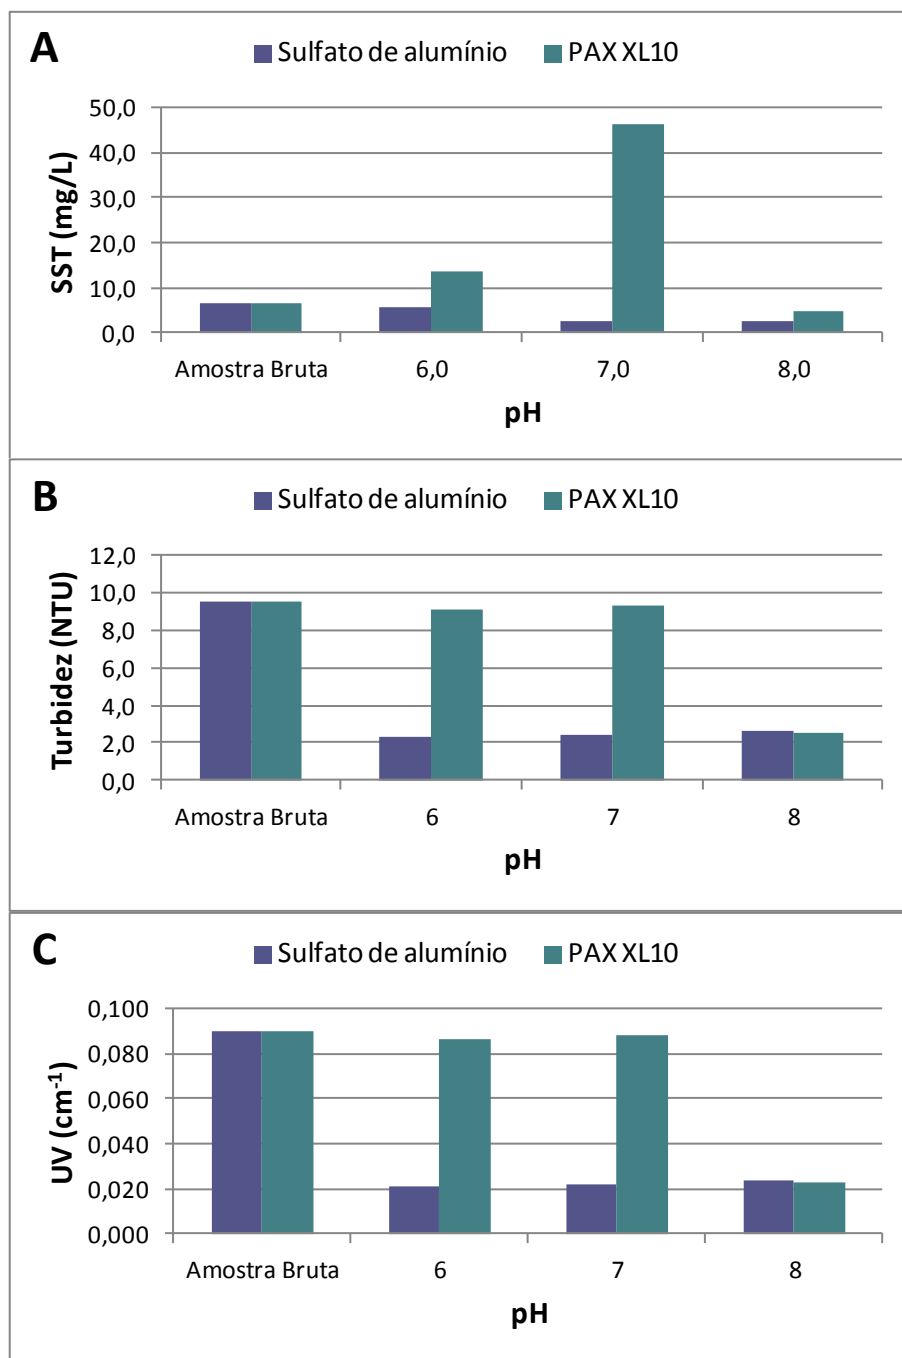 A
Sulfato de alumínio PAX XL10
50,0
40,0
30,0
20,0
10,0
0,0
SST (mg/L)
Amostra Bruta 6,0 7,0 8,0
pH
B
Sulfato de alumínio PAX XL10
12,0
10,0
8,0
6,0
4,0
2,0
0,0
Turbidez (NTU)
Amostra Bruta 6 7 8
pH
C
Sulfato de alumínio PAX XL10
0,100
0,080
0,060
0,040
0,020
0,000
UV (cm⁻¹)
Amostra Bruta 6 7 8
pH